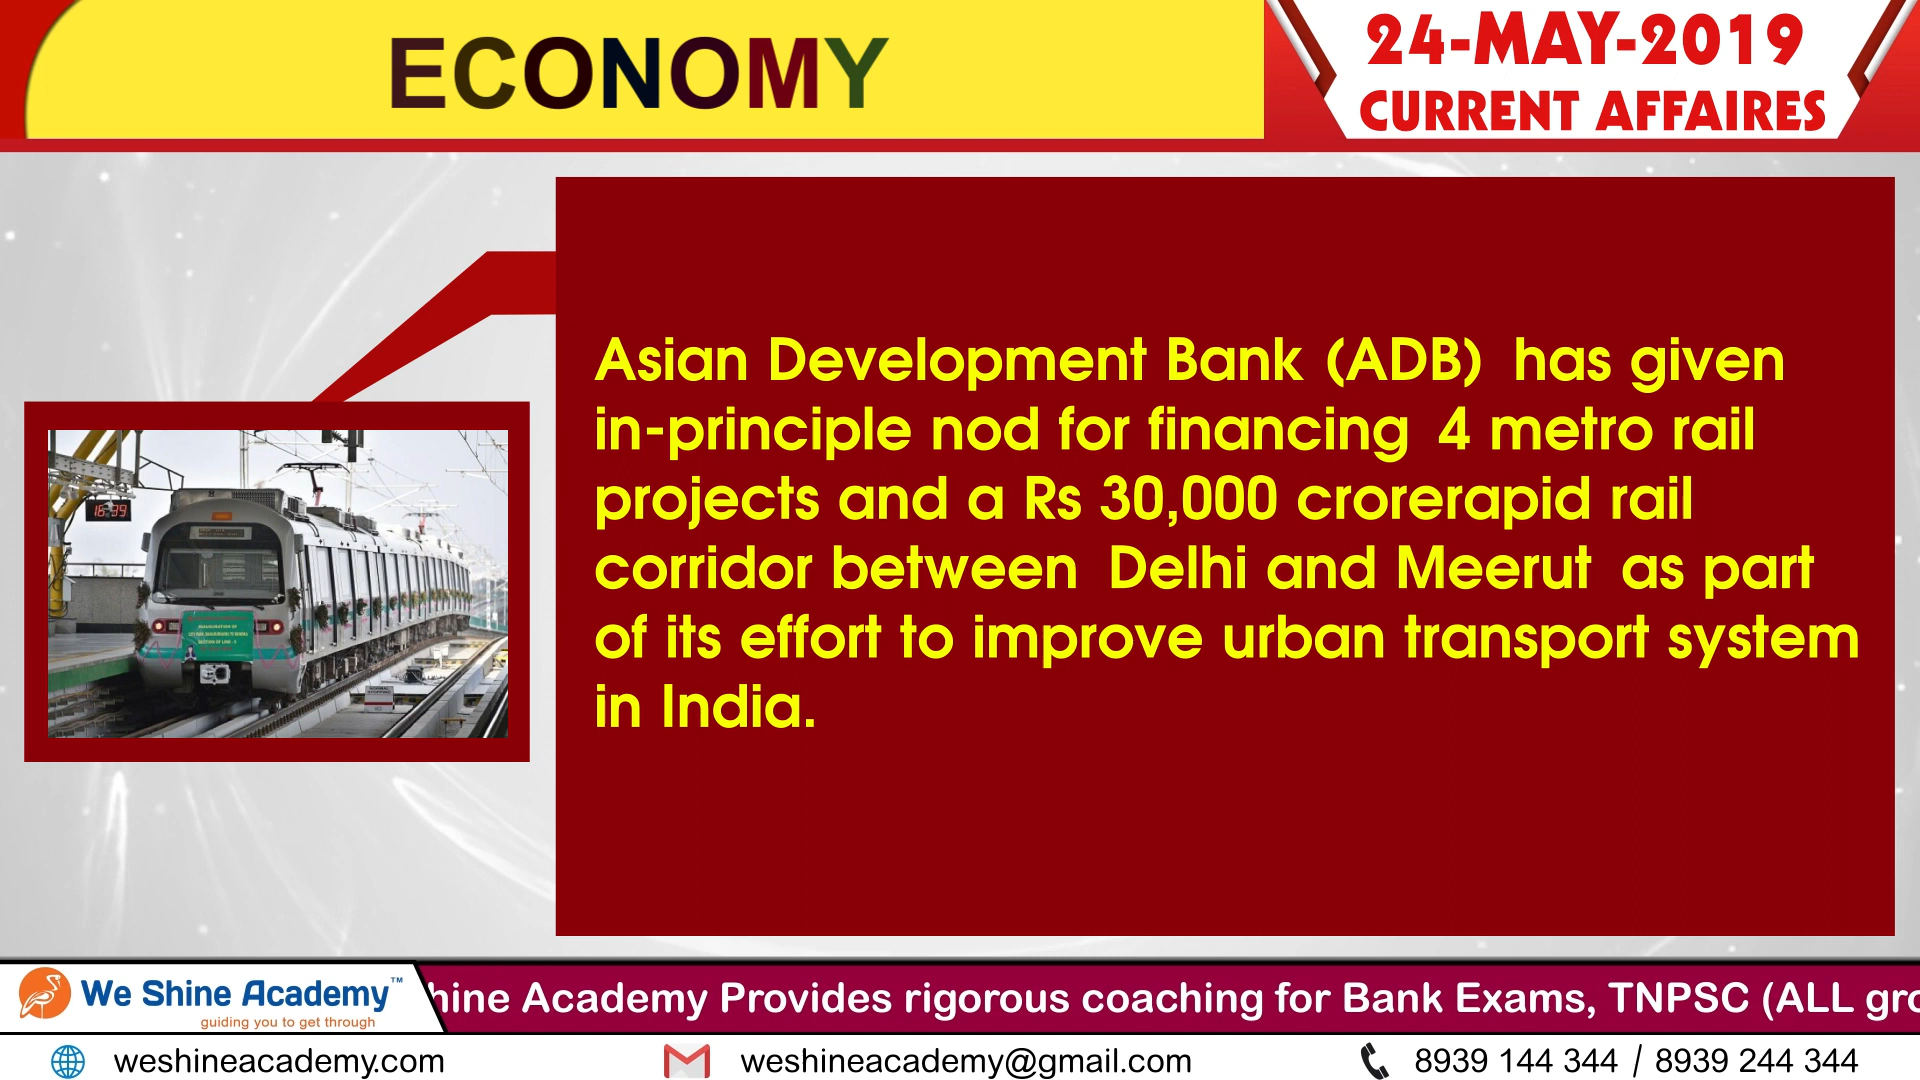 ECONOMY
24-MAY-2019
CURRENT AFFAIRES
Asian Development Bank (ADB) has given
in-principle nod for financing 4 metro rail
projects and a Rs 30,000 crorerapid rail
corridor between Delhi and Meerut as part
of its effort to improve urban transport system
in India.
We Shine Academy™
guiding you to get through
hine Academy Provides rigorous coaching for Bank Exams, TNPSC (ALL gro
weshineacademy.com
weshineacademy@gmail.com
8939 144 344 / 8939 244 344